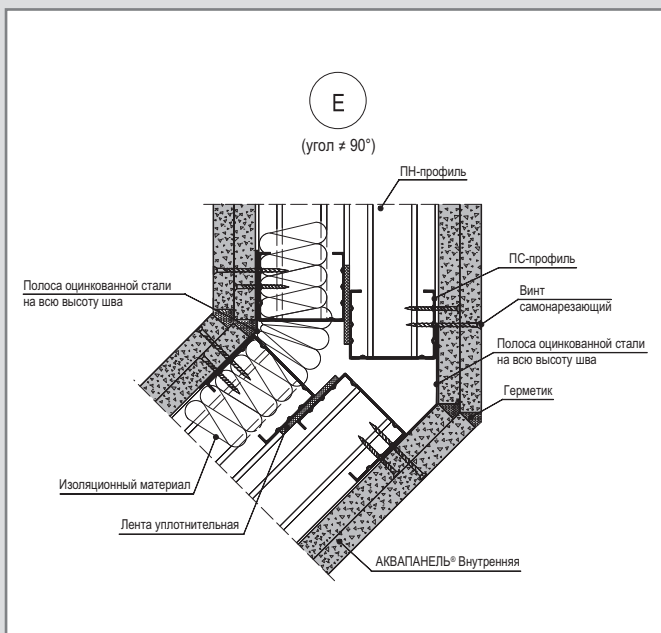 E
(угол ≠ 90°)
ПН-профиль
ПС-профиль
Полоса оцинкованной стали
на всю высоту шва
Винт
самонарезающий
Полоса оцинкованной стали
на всю высоту шва
Герметик
Изоляционный материал
Лента уплотнительная
АКВАПАНЕЛЬ® Внутренняя